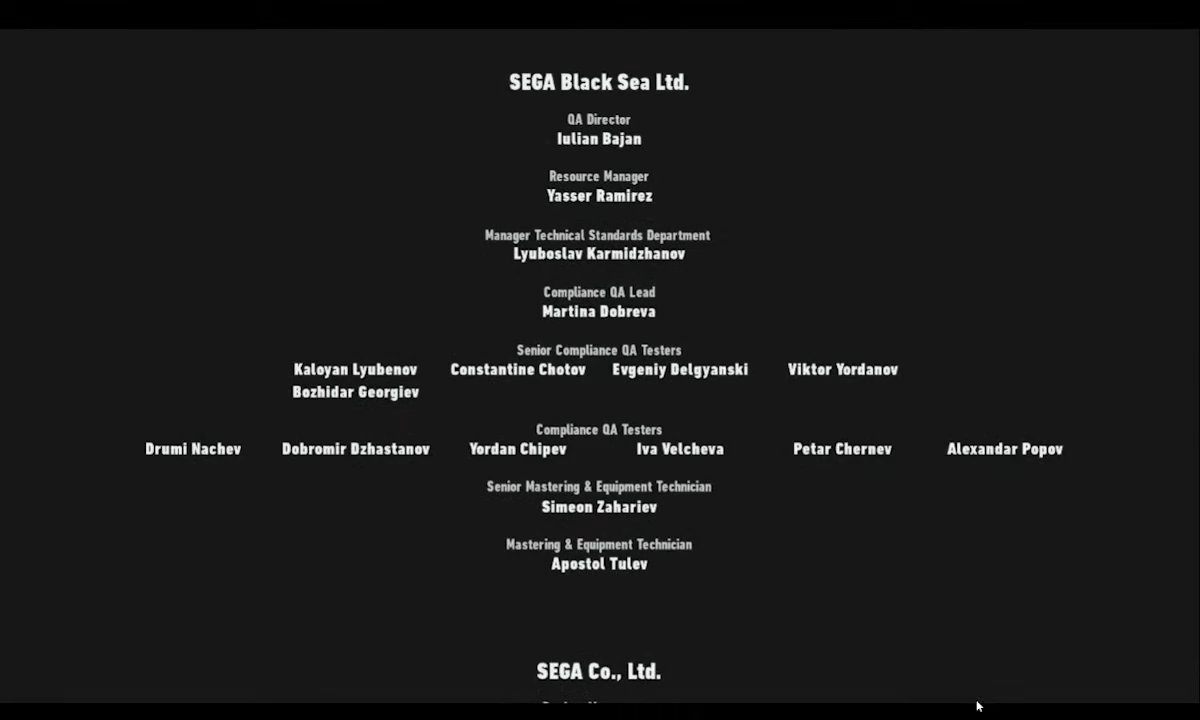 SEGA Black Sea Ltd.
QA Director
Iulian Bajan
Resource Manager
Yasser Ramirez
Manager Technical Standards Department
Lyuboslav Karmidzhanov
Compliance QA Lead
Martina Dobreva
Senior Compliance QA Testers
Kaloyan Lyubenov Constantine Chotov Evgeniy Delgyanski Viktor Yordanov
Bozhidar Georgiev
Compliance QA Testers
Drumi Nachev Dobromir Dzhastanov Yordan Chipev Iva Velcheva Petar Chernev Alexandar Popov
Senior Mastering & Equipment Technician
Simeon Zahariev
Mastering & Equipment Technician
Apostol Tulev
SEGA Co., Ltd.